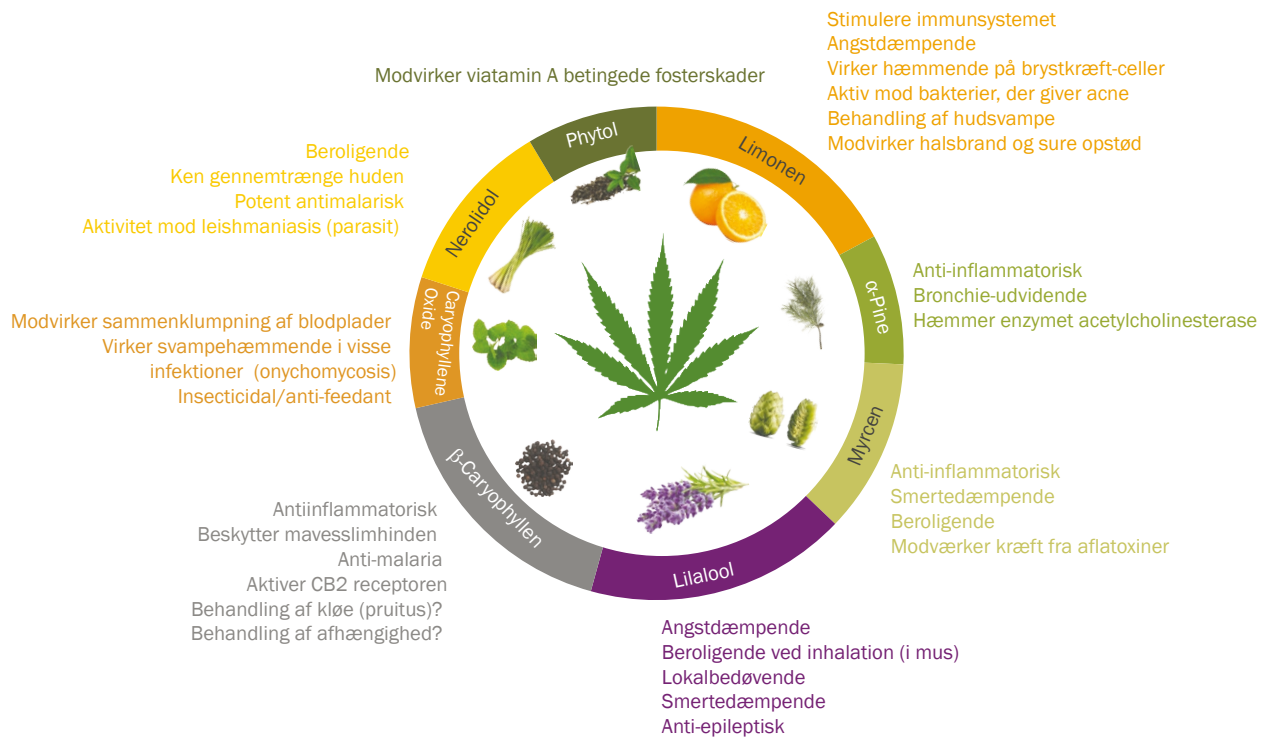 Stimulere immunsystemet
Angstdæmpende
Virker hæmmende på brystkræft-celler
Aktiv mod bakterier, der giver acne
Behandling af hudsvampe
Modvirker halsbrand og sure opstød
Modvirker viatamin A betingede fosterskader
Phytol
Limonen
Beroligende
Ken gennemtrænge huden
Potent antimalarisk
Aktivitet mod leishmaniasis (parasit)
Nerolidol
α-Pine
Anti-inflammatorisk
Bronchie-udvidende
Hæmmer enzymet acetylcholinesterase
Caryophyllene
Oxide
Modvirker sammenklumpning af blodplader
Virker svampehæmmende i visse
infektioner (onychomycosis)
Insecticidal/anti-feedant
Myrcen
Anti-inflammatorisk
Smertedæmpende
Beroligende
Modværker kræft fra aflatoxiner
β-Caryophyllen
Antiinflammatorisk
Beskytter mavesslimhinden
Anti-malaria
Aktiver CB2 receptoren
Behandling af kløe (pruitus)?
Behandling af afhængighed?
Lilalool
Angstdæmpende
Beroligende ved inhalation (i mus)
Lokalbedøvende
Smertedæmpende
Anti-epileptisk